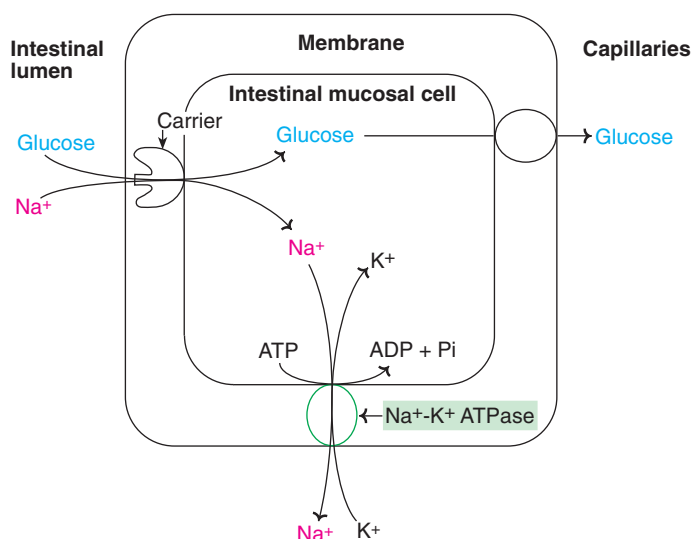 Intestinal
lumen
Membrane
Capillaries
Intestinal mucosal cell
Carrier
Glucose
Glucose
Glucose
Na+
Na+
K+
ATP
ADP + Pi
Na+-K+ ATPase
Na+
K+